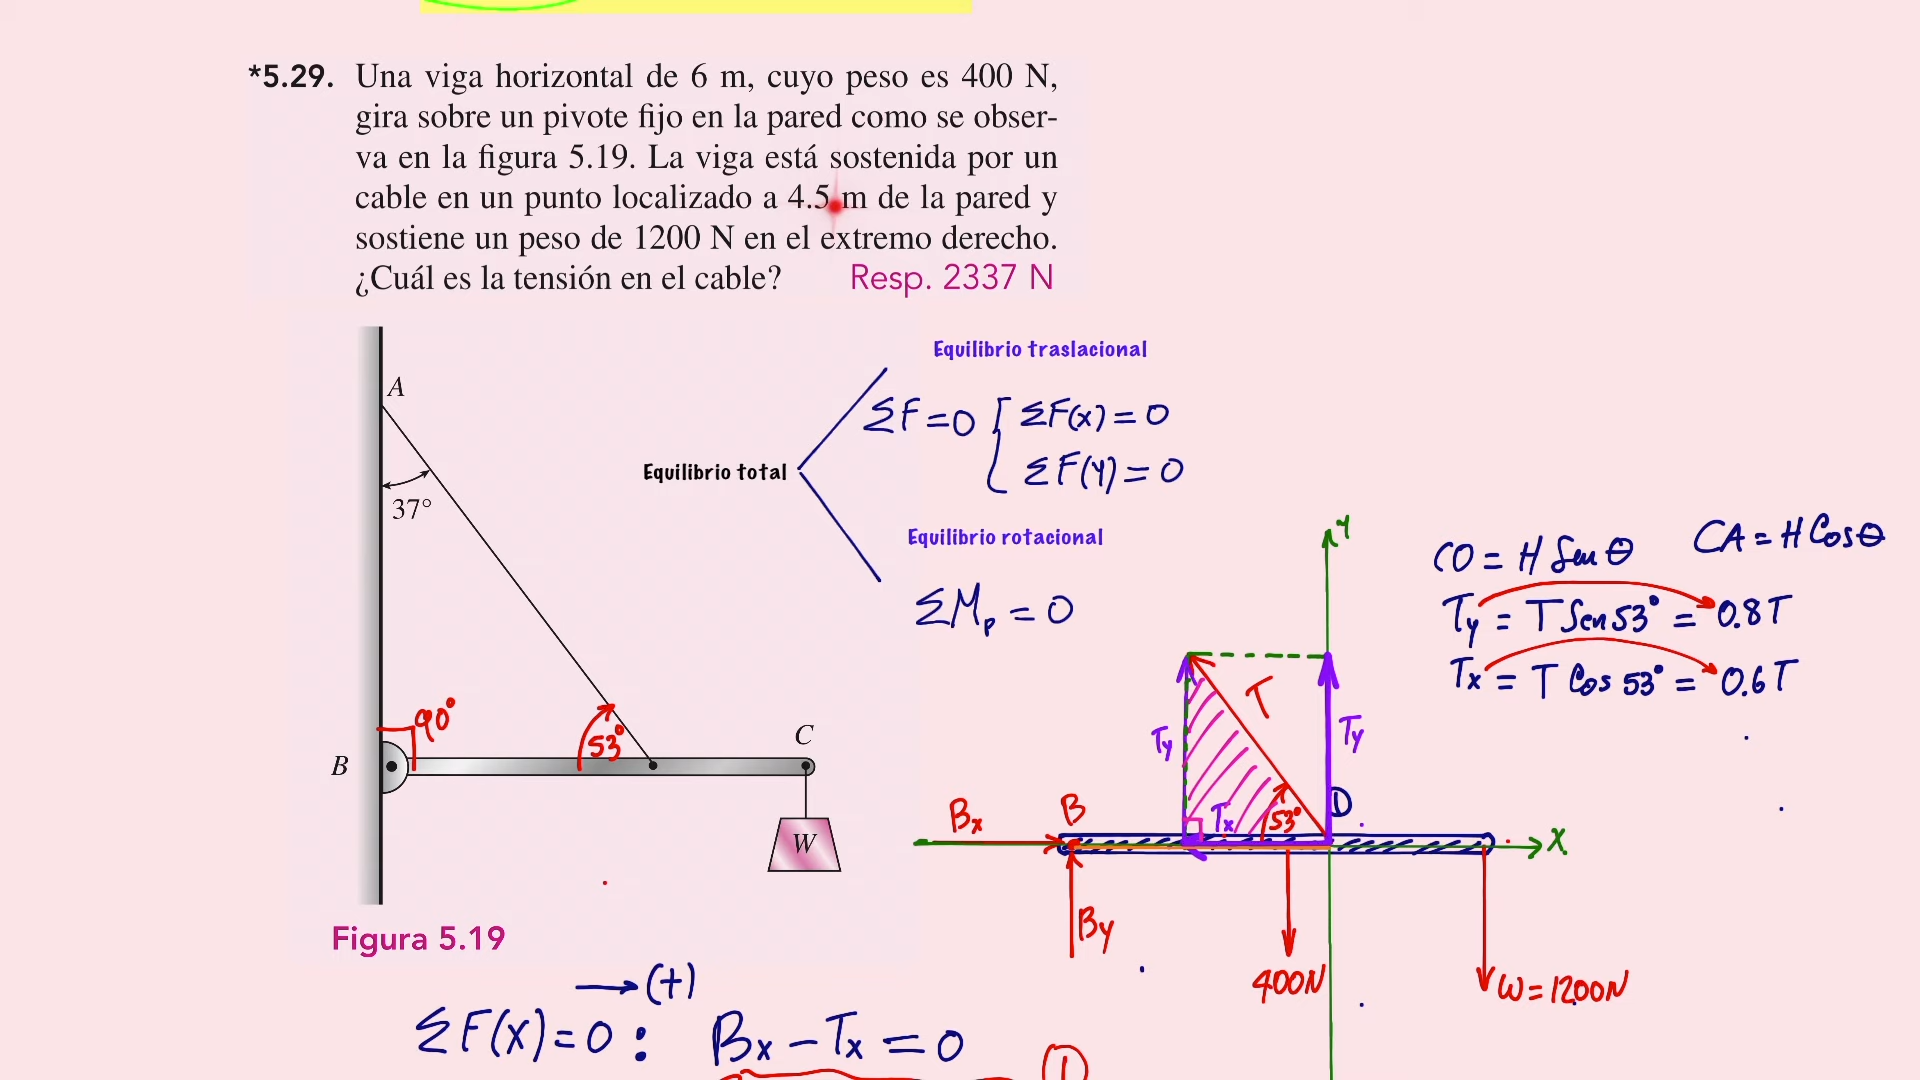 *5.29. Una viga horizontal de 6 m, cuyo peso es 400 N,
gira sobre un pivote fijo en la pared como se obser-
va en la figura 5.19. La viga está sostenida por un
cable en un punto localizado a 4.5 m de la pared y
sostiene un peso de 1200 N en el extremo derecho.
¿Cuál es la tensión en el cable? Resp. 2337 N
Equilibrio traslacional
A
ΣF=0 { ΣF(x)=0
ΣF(y)=0
Equilibrio total
37°
Equilibrio rotacional
ΣMp = 0
Y
CO = H Sen θ CA = H Cos θ
Ty = T Sen 53° = 0.8T
Tx = T Cos 53° = 0.6T
T
90°
53°
C
B
Ty
Ty
D
Bx
B
Tx
53°
X
W
By
Figura 5.19
400N
W=1200N
→(+)
ΣF(x)=0: Bx − Tx = 0
1